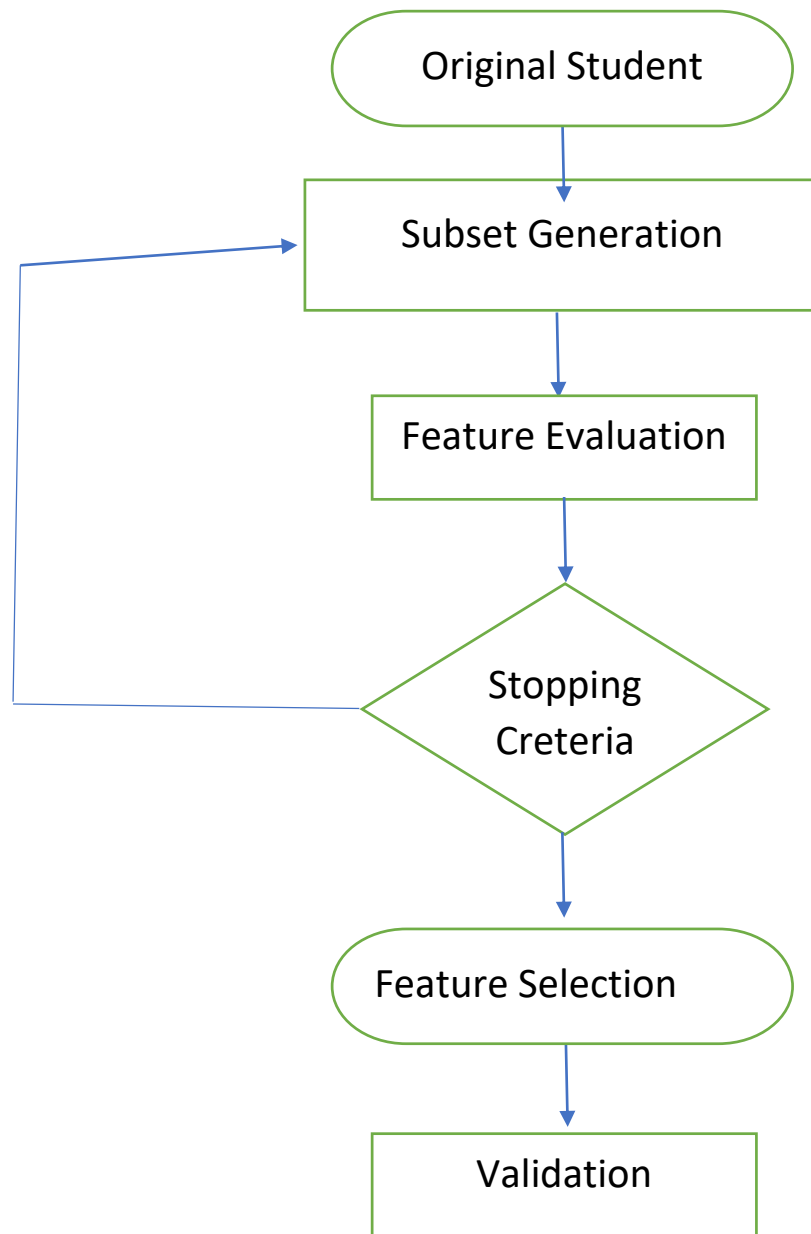 Original Student
Subset Generation
Feature Evaluation
Stopping
Creteria
Feature Selection
Validation